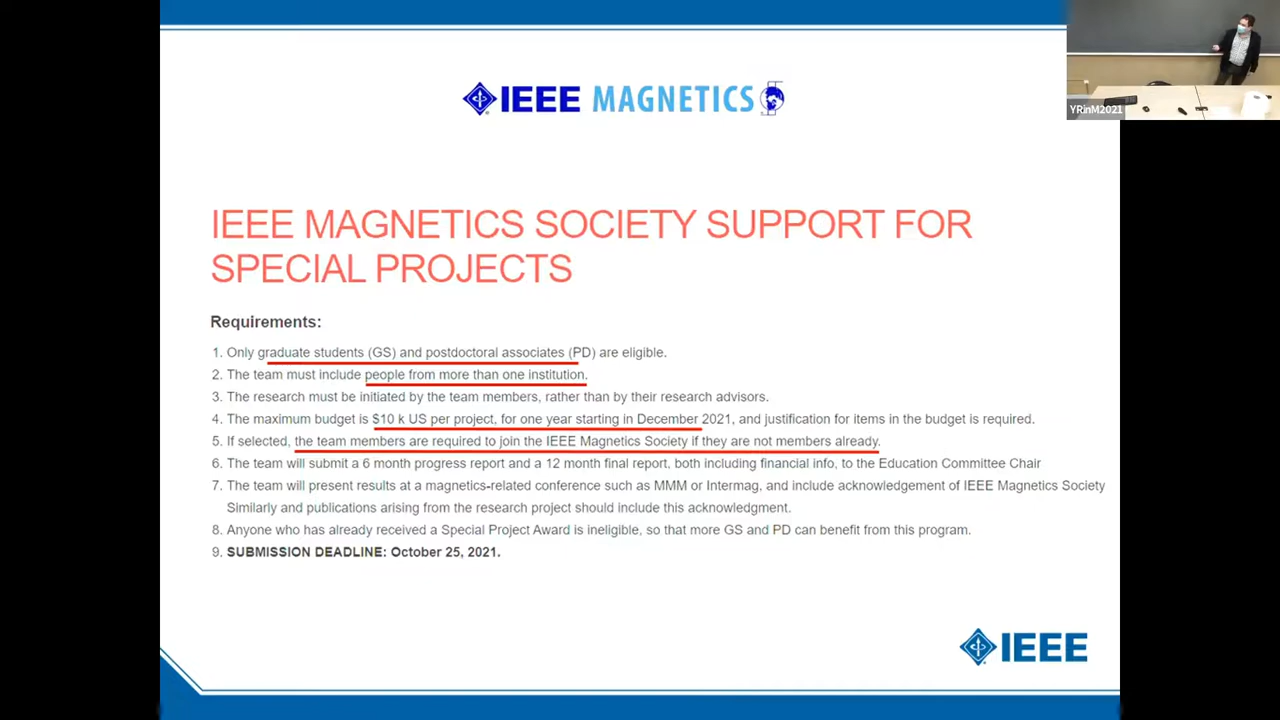 IEEE MAGNETICS
YRinM2021
IEEE MAGNETICS SOCIETY SUPPORT FOR
SPECIAL PROJECTS
Requirements:
1. Only graduate students (GS) and postdoctoral associates (PD) are eligible.
2. The team must include people from more than one institution.
3. The research must be initiated by the team members, rather than by their research advisors.
4. The maximum budget is $10 k US per project, for one year starting in December 2021, and justification for items in the budget is required.
5. If selected, the team members are required to join the IEEE Magnetics Society if they are not members already.
6. The team will submit a 6 month progress report and a 12 month final report, both including financial info, to the Education Committee Chair
7. The team will present results at a magnetics-related conference such as MMM or Intermag, and include acknowledgement of IEEE Magnetics Society
Similarly and publications arising from the research project should include this acknowledgment.
8. Anyone who has already received a Special Project Award is ineligible, so that more GS and PD can benefit from this program.
9. SUBMISSION DEADLINE: October 25, 2021.
IEEE